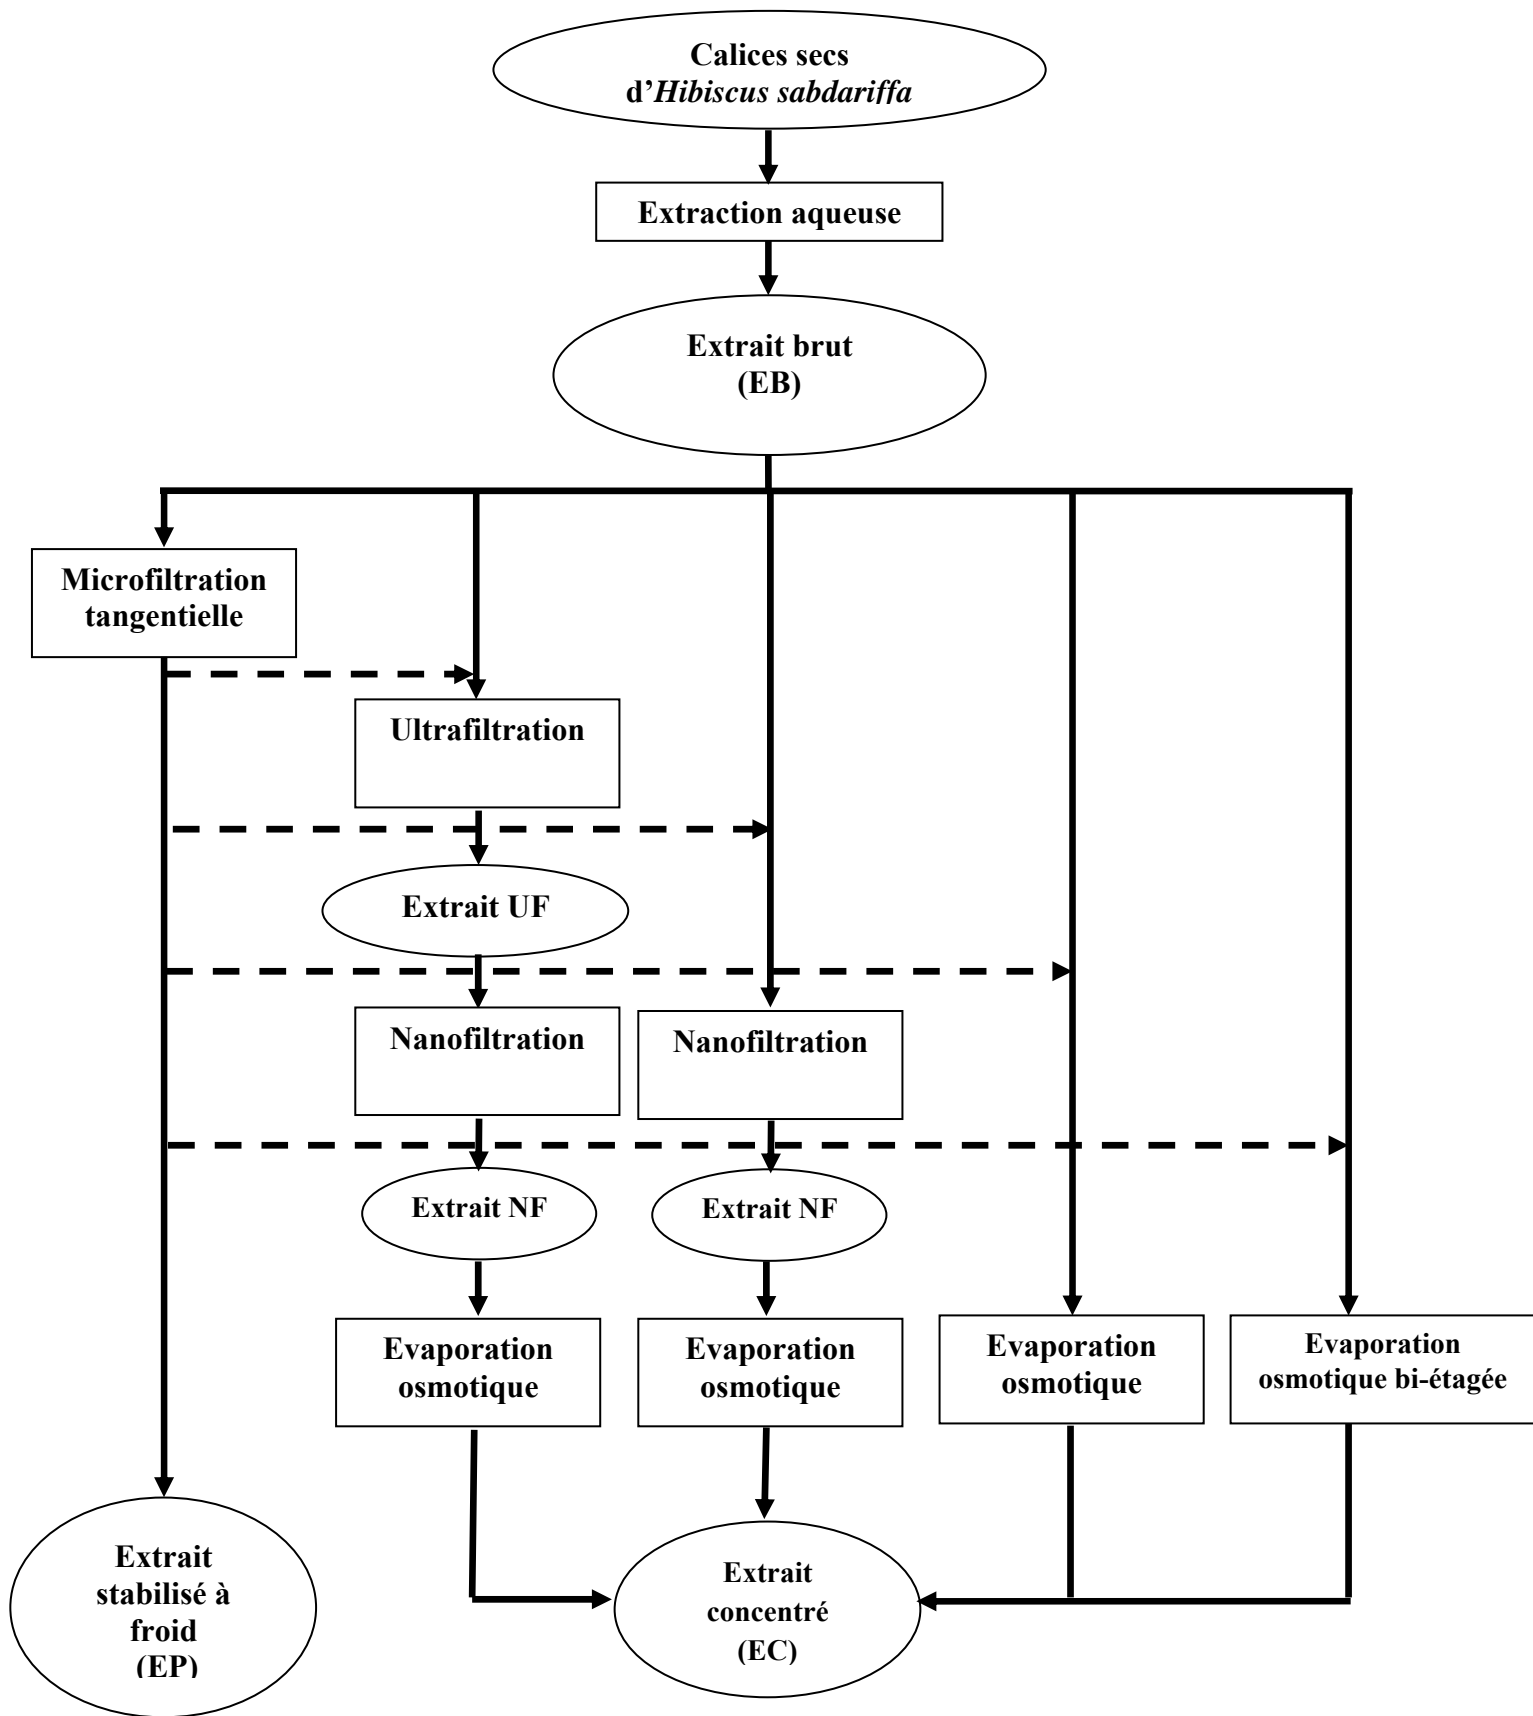 Calices secs
d’Hibiscus sabdariffa
Extraction aqueuse
Extrait brut
(EB)
Microfiltration
tangentielle
Ultrafiltration
Extrait UF
Nanofiltration
Nanofiltration
Extrait NF
Extrait NF
Evaporation
osmotique
Evaporation
osmotique
Evaporation
osmotique
Evaporation
osmotique bi-étagée
Extrait
stabilisé à
froid
(EP)
Extrait
concentré
(EC)